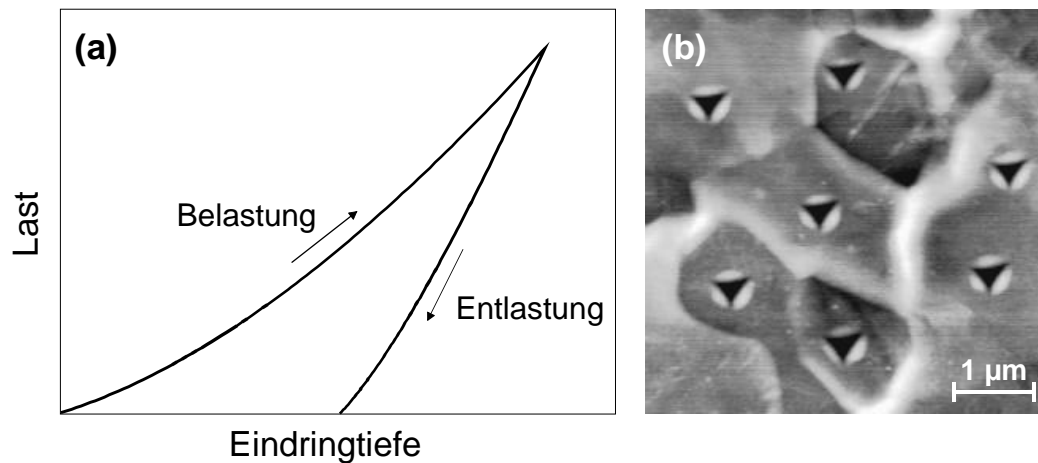 (a)
Last
Belastung
Entlastung
Eindringtiefe
(b)
1 µm